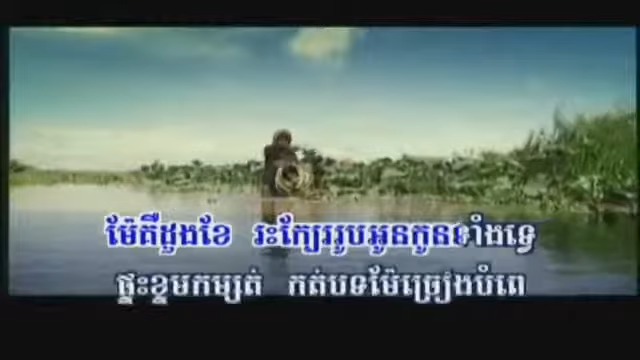 ម៉ែគឺដួងខែ រះក្បែររូបអូនកូនទាំងទ្វេ
ផ្ទះខ្ទមកម្សត់ កត់បទម៉ែច្រៀងបំពេ